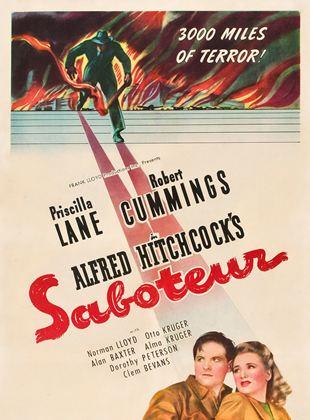 3000 MILES
OF TERROR!
FRANK LLOYD Productions, Inc. Presents
Priscilla Robert
LANE CUMMINGS
in
ALFRED HITCHCOCK'S
Saboteur
with
Norman LLOYD Otto KRUGER
Alan BAXTER Alma KRUGER
Dorothy PETERSON
Clem BEVANS